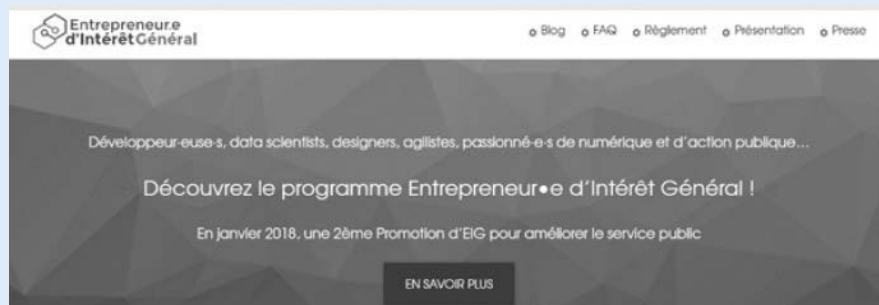 Entrepreneur.e
d'IntérêtGénéral
Blog FAQ Règlement Présentation Presse
Développeur·euse·s, data scientists, designers, agilistes, passionné·e·s de numérique et d'action publique...
Découvrez le programme Entrepreneur•e d'Intérêt Général !
En janvier 2018, une 2ème Promotion d'EIG pour améliorer le service public
EN SAVOIR PLUS